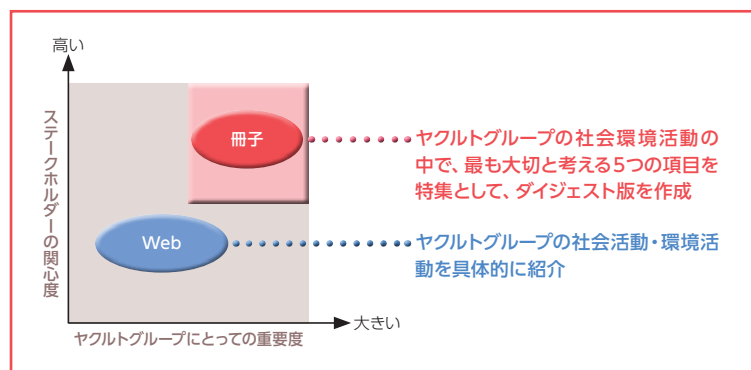 高い
ステークホルダーの関心度
冊子
ヤクルトグループの社会環境活動の
中で、最も大切と考える5つの項目を
特集として、ダイジェスト版を作成
Web
ヤクルトグループの社会活動・環境活
動を具体的に紹介
大きい
ヤクルトグループにとっての重要度